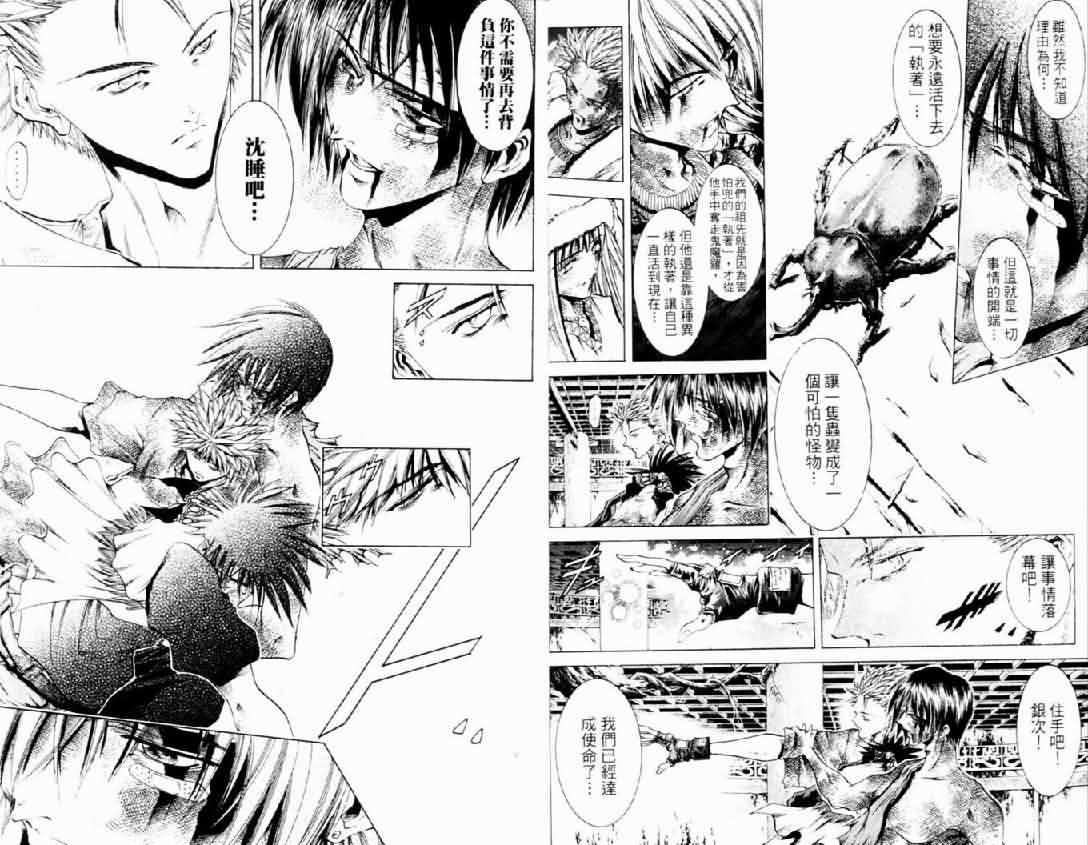 雖然我不知道
理由為何…
想要永遠活下去
的「執著」…
但這就是一切
事情的開端…
我們的祖先就是因為害
怕兜的「執著」，才從
他手中奪走鬼魔羅，
但他還是靠這種異
樣的執著，讓自己
一直活到現在…
讓一隻蟲變成了一
個可怕的怪物…
讓事情落
幕吧！
住手吧！
銀次！
我們已經達
成使命了…
你不需要再去背
負這件事情了…
沈睡吧…
……